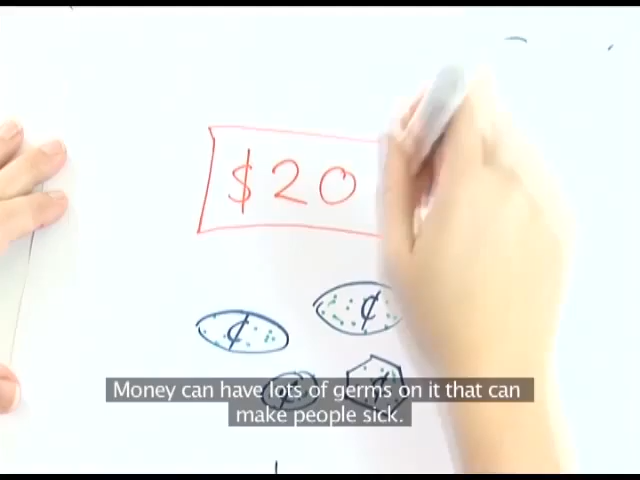 $20
¢ ¢
¢ ¢
Money can have lots of germs on it that can
make people sick.